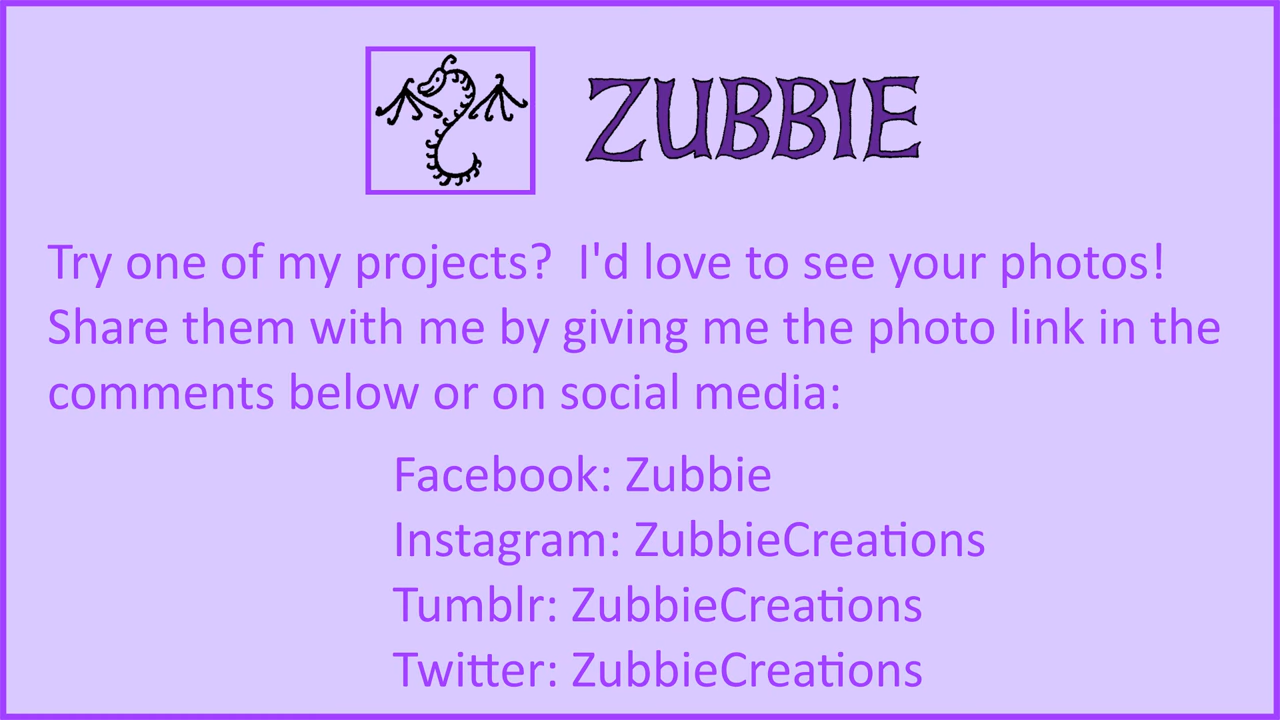 ZUBBIE
Try one of my projects?  I'd love to see your photos!
Share them with me by giving me the photo link in the
comments below or on social media:
Facebook: Zubbie
Instagram: ZubbieCreations
Tumblr: ZubbieCreations
Twitter: ZubbieCreations